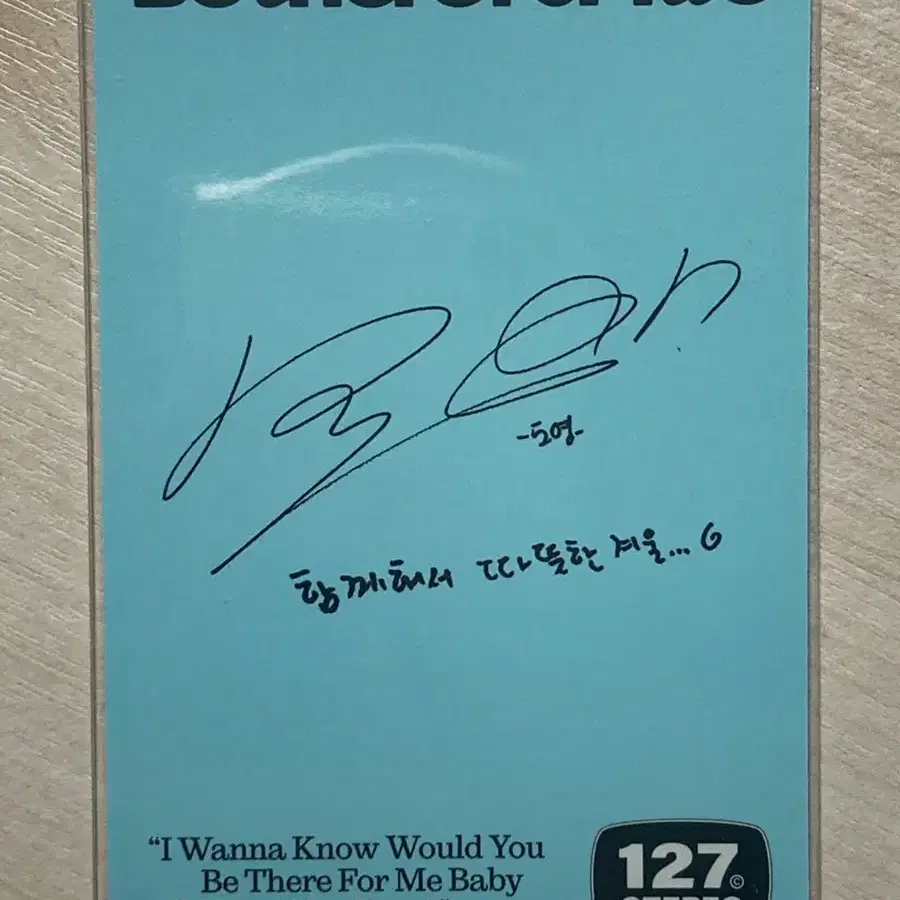 -도영-
함께해서 따뜻한 겨울... 6
“I Wanna Know Would You
Be There For Me Baby
127©
STEREO